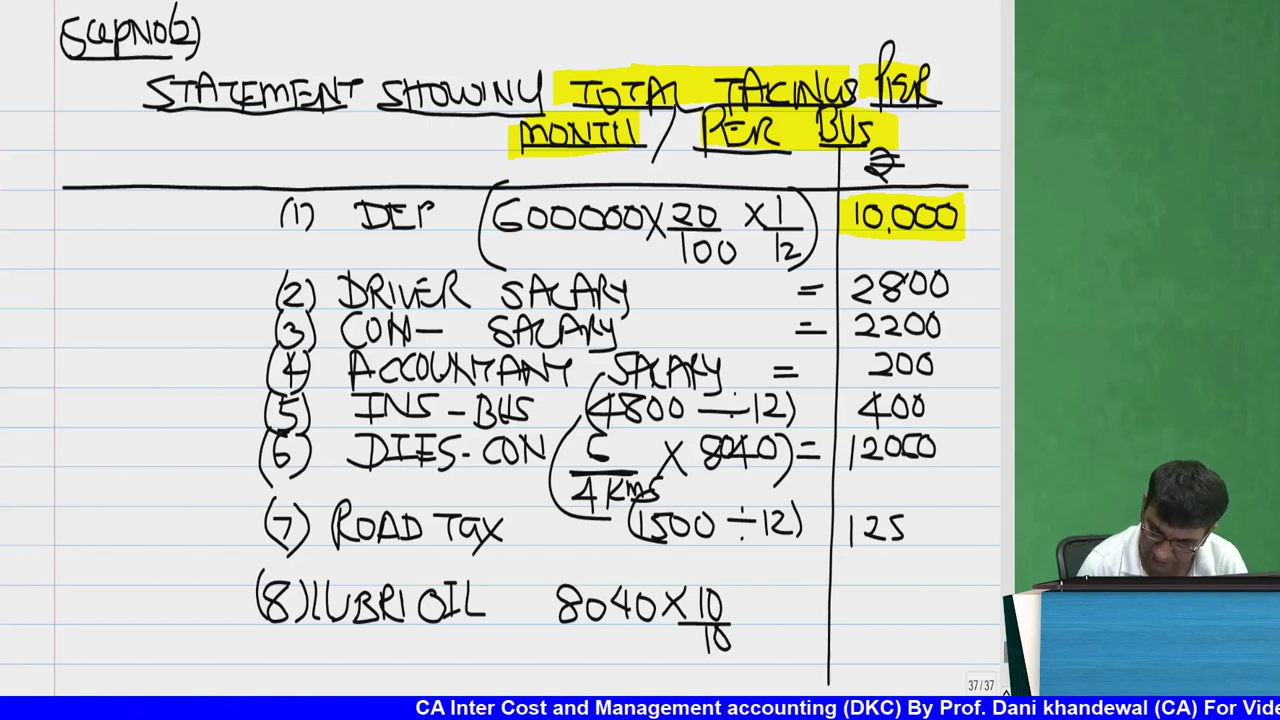 STEPNO(2)
STATEMENT SHOWING TOTAL TAKINGS PER
MONTH / PER BUS
₹
(1) DEP (600000 × 20/100 × 1/12) 10,000
(2) DRIVER SALARY = 2800
(3) CON- SALARY = 2200
(4) ACCOUNTANT SALARY = 200
(5) INS-BUS (4800 ÷ 12) 400
(6) DIES-CON (6/4 Kms × 8040) = 12060
(7) ROAD TAX (1500 ÷ 12) 125
(8) LUBRI OIL 8040 × 10/10
37/37
CA Inter Cost and Management accounting (DKC) By Prof. Dani khandewal (CA) For Vide